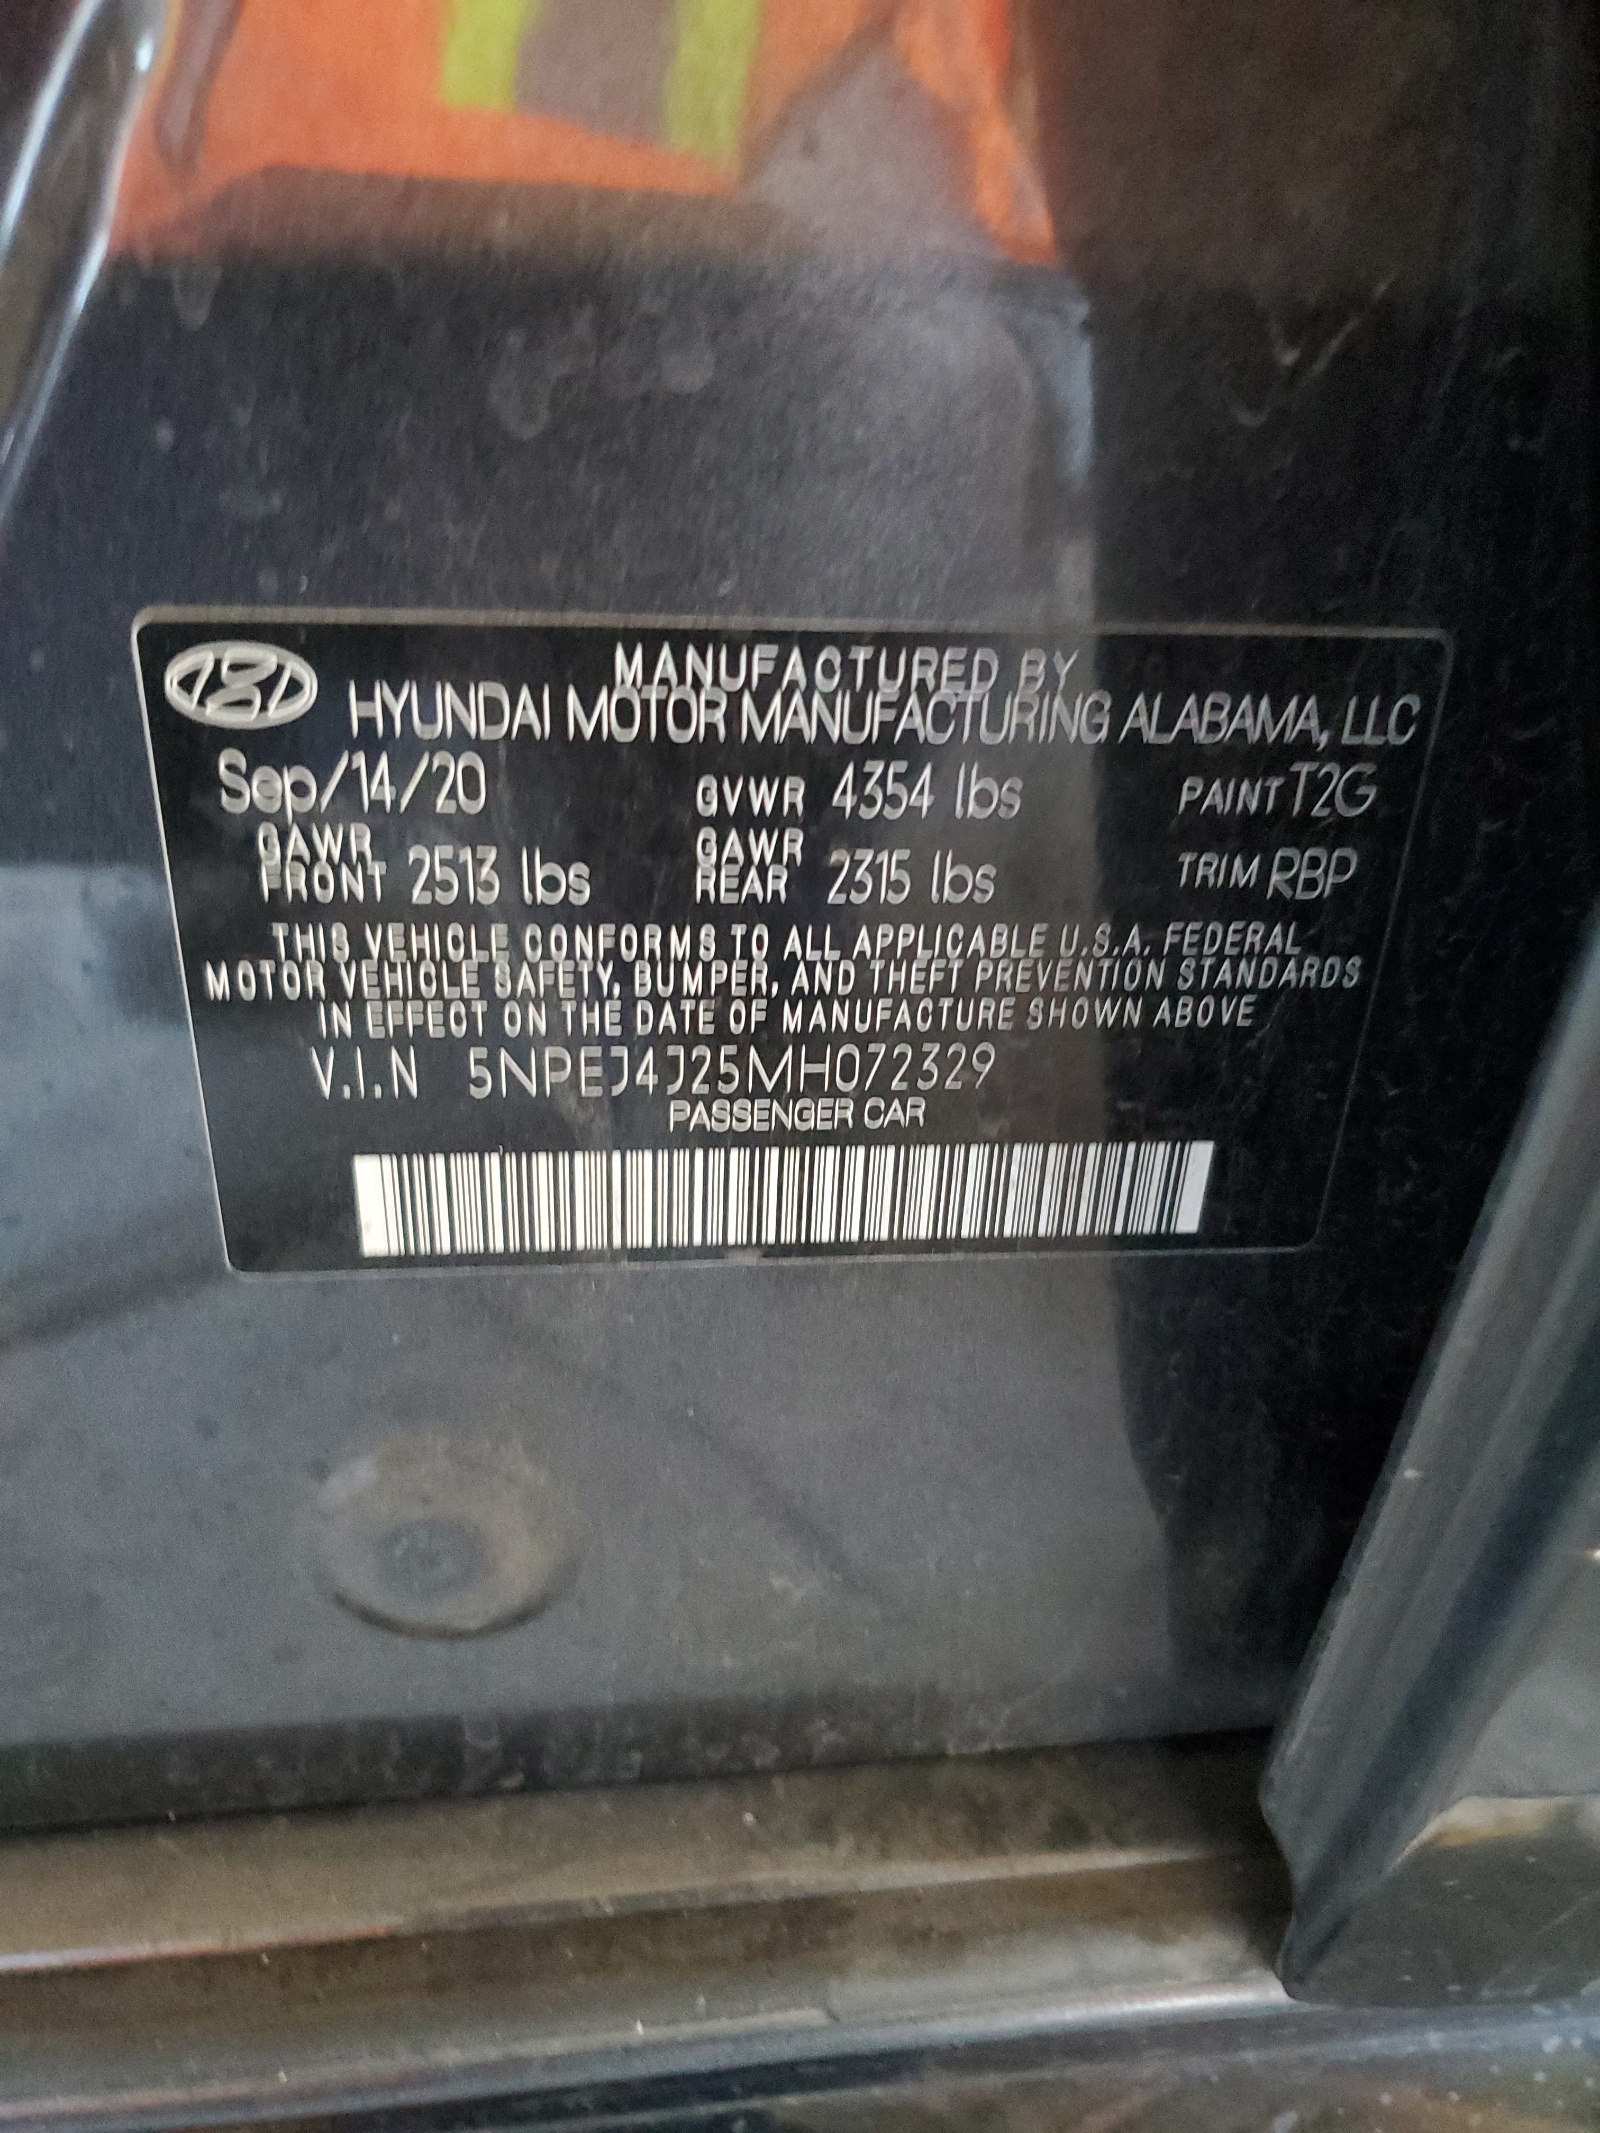 MANUFACTURED BY
HYUNDAI MOTOR MANUFACTURING ALABAMA, LLC
Sep/14/20 GVWR 4354 lbs PAINT T2G
GAWR FRONT 2513 lbs GAWR REAR 2315 lbs TRIM RBP
THIS VEHICLE CONFORMS TO ALL APPLICABLE U.S.A. FEDERAL
MOTOR VEHICLE SAFETY, BUMPER, AND THEFT PREVENTION STANDARDS
IN EFFECT ON THE DATE OF MANUFACTURE SHOWN ABOVE
V.I.N 5NPEJ4J25MH072329
PASSENGER CAR